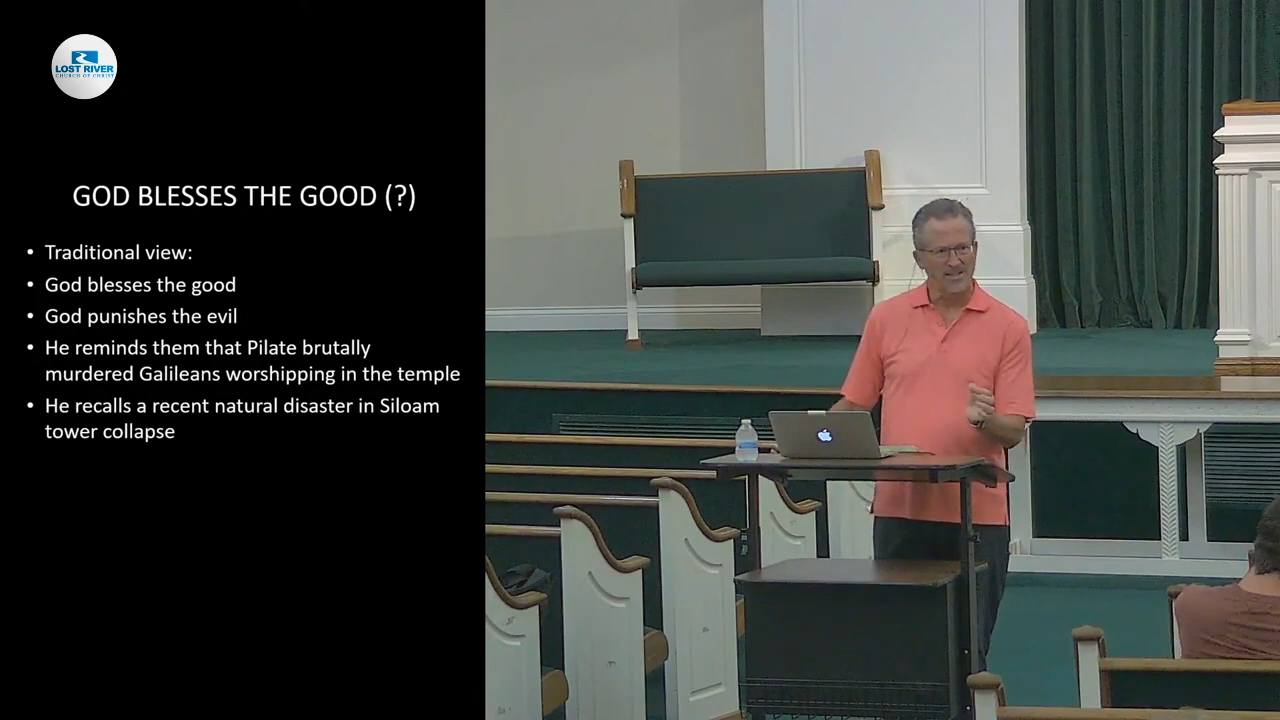 LOST RIVER
CHURCH OF CHRIST
GOD BLESSES THE GOOD (?)
• Traditional view:
• God blesses the good
• God punishes the evil
• He reminds them that Pilate brutally
murdered Galileans worshipping in the temple
• He recalls a recent natural disaster in Siloam
tower collapse